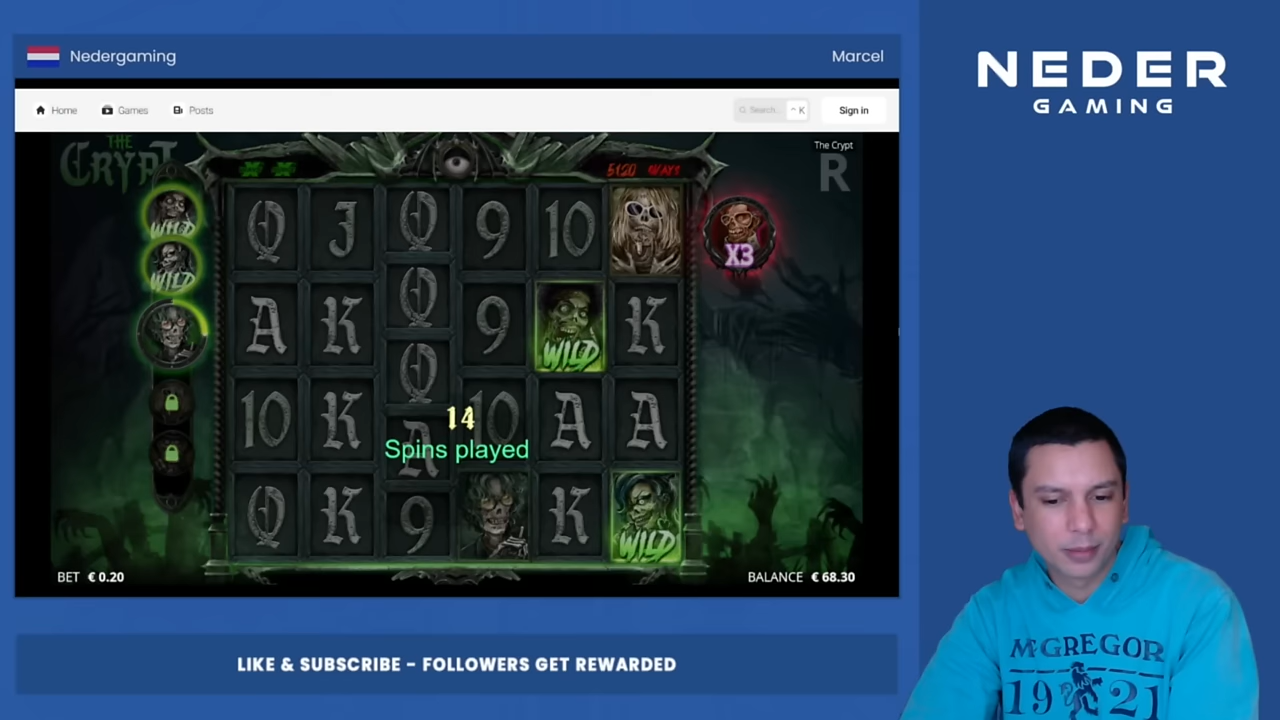 Nedergaming
Marcel
NEDER
GAMING
Home
Games
Posts
Search
^ K
Sign in
THE
CRYPT
5120 WAYS
The Crypt
R
Q J Q 9 10
WILD
X3
Q
WILD
A K 9 K
WILD
Q
10 K 10 A A
14
A
Spins played
Q K 9 K
WILD
BET € 0.20
BALANCE € 68.30
LIKE & SUBSCRIBE - FOLLOWERS GET REWARDED
McGREGOR
1921